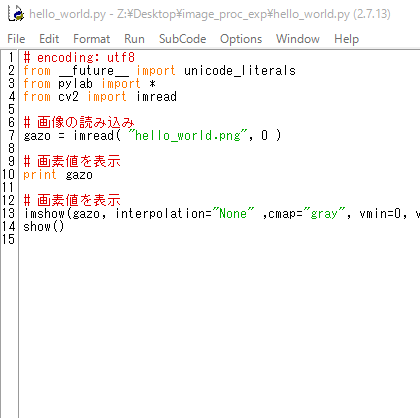 hello_world.py - Z:¥Desktop¥image_proc_exp¥hello_world.py (2.7.13)
File Edit Format Run SubCode Options Window Help
1 # encoding: utf8
2 from __future__ import unicode_literals
3 from pylab import *
4 from cv2 import imread
5
6 # 画像の読み込み
7 gazo = imread( "hello_world.png", 0 )
8
9 # 画素値を表示
10 print gazo
11
12 # 画素値を表示
13 imshow(gazo, interpolation="None" ,cmap="gray", vmin=0, v
14 show()
15